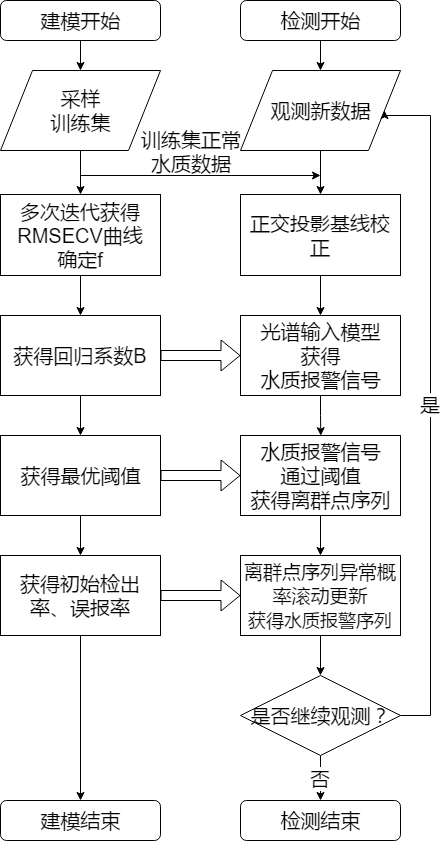 建模开始
检测开始
采样
训练集
观测新数据
训练集正常
水质数据
多次迭代获得
RMSECV曲线
确定f
正交投影基线校
正
获得回归系数B
光谱输入模型
获得
水质报警信号
是
获得最优阈值
水质报警信号
通过阈值
获得离群点序列
获得初始检出
率、误报率
离群点序列异常概
率滚动更新
获得水质报警序列
是否继续观测？
否
建模结束
检测结束